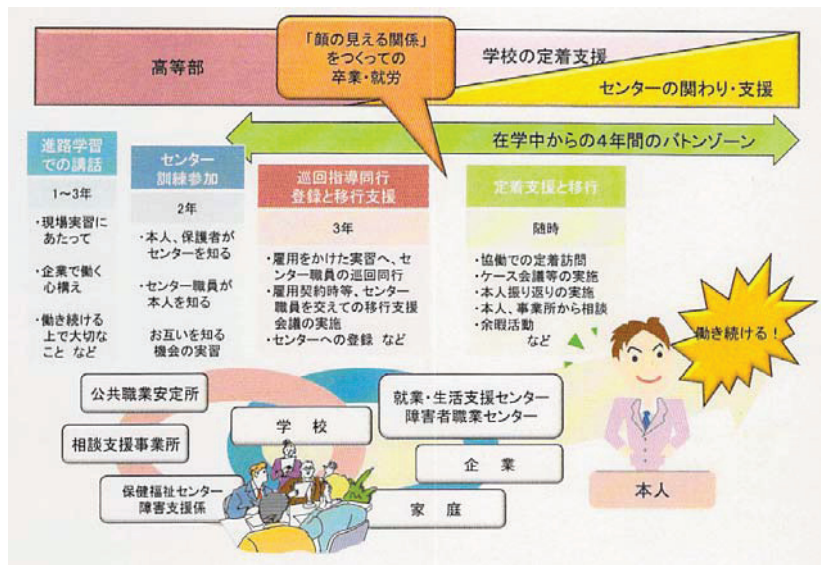 高等部
「顔の見える関係」
をつくっての
卒業・就労
学校の定着支援
センターの関わり・支援
在学中からの4年間のバトンゾーン
進路学習
での講話
1～3年
・現場実習に
あたって
・企業で働く
心構え
・働き続ける
上で大切な
こと など
センター
訓練参加
2年
・本人、保護者が
センターを知る
・センター職員が
本人を知る
お互いを知る
機会の実習
巡回指導同行
登録と移行支援
3年
・雇用をかけた実習へ、セ
ンター職員の巡回同行
・雇用契約時等、センター
職員を交えての移行支援
会議の実施
・センターへの登録 など
定着支援と移行
随時
・協働での定着訪問
・ケース会議等の実施
・本人振り返りの実施
・本人、事業所から相談
・余暇活動
など
働き続ける！
公共職業安定所
相談支援事業所
保健福祉センター
障害支援係
学校
就業・生活支援センター
障害者職業センター
企業
家庭
本人